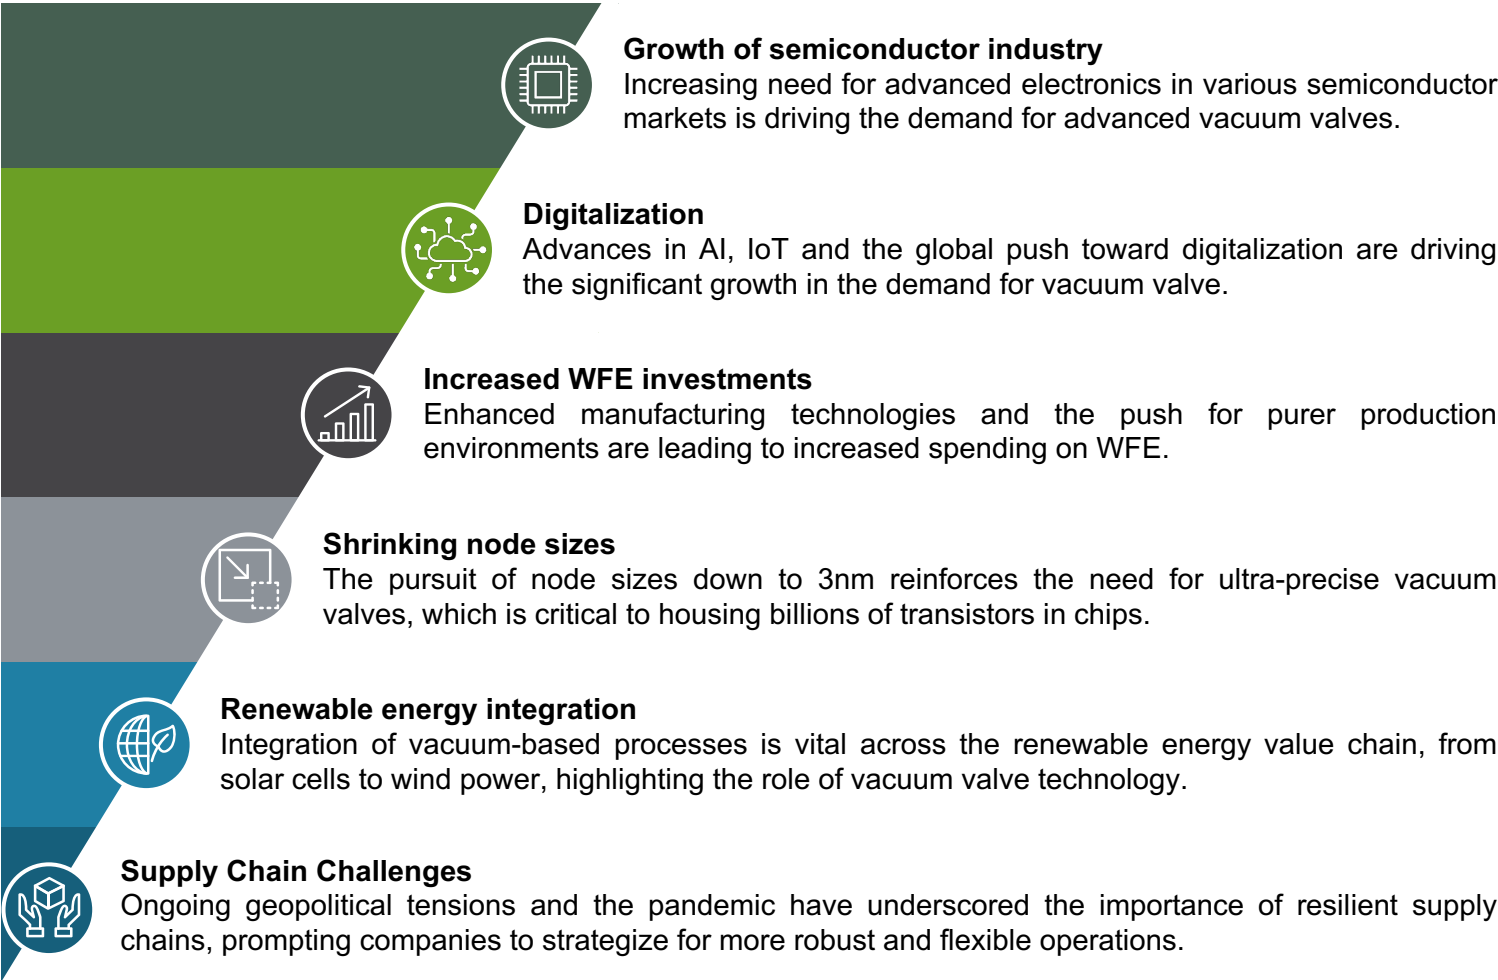 Growth of semiconductor industry
Increasing need for advanced electronics in various semiconductor
markets is driving the demand for advanced vacuum valves.
Digitalization
Advances in AI, IoT and the global push toward digitalization are driving
the significant growth in the demand for vacuum valve.
Increased WFE investments
Enhanced manufacturing technologies and the push for purer production
environments are leading to increased spending on WFE.
Shrinking node sizes
The pursuit of node sizes down to 3nm reinforces the need for ultra-precise vacuum
valves, which is critical to housing billions of transistors in chips.
Renewable energy integration
Integration of vacuum-based processes is vital across the renewable energy value chain, from
solar cells to wind power, highlighting the role of vacuum valve technology.
Supply Chain Challenges
Ongoing geopolitical tensions and the pandemic have underscored the importance of resilient supply
chains, prompting companies to strategize for more robust and flexible operations.